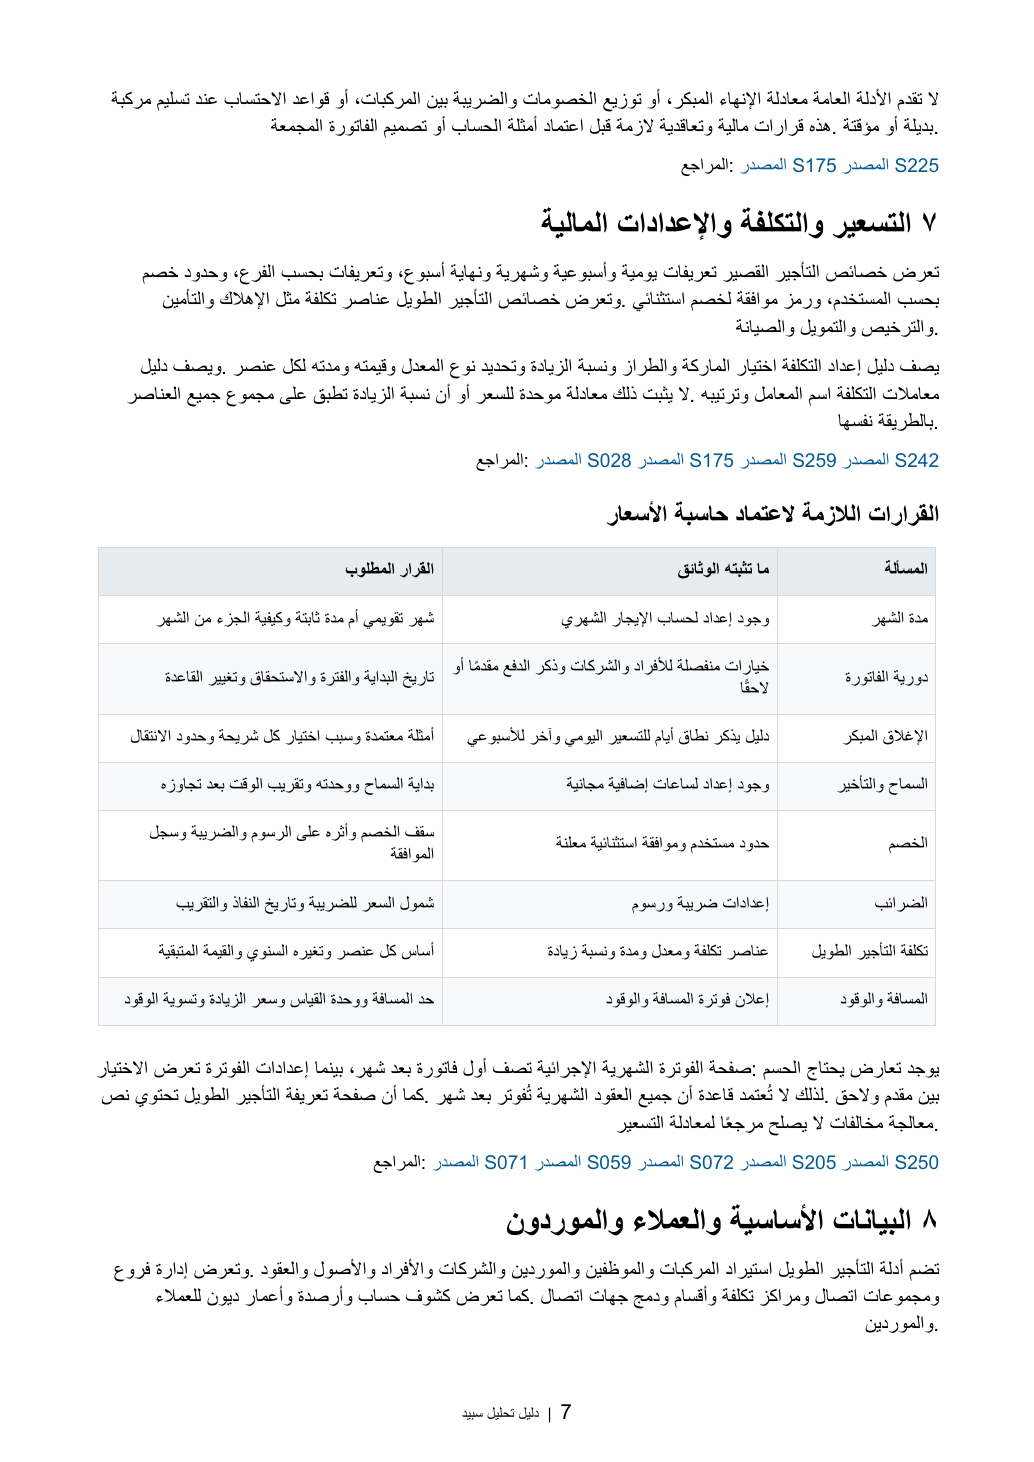 لا تقدم الأدلة العامة معادلة الإنهاء المبكر، أو توزيع الخصومات والضريبة بين المركبات، أو قواعد الاحتساب عند تسليم مركبة
بديلة أو مؤقتة. هذه قرارات مالية وتعاقدية لازمة قبل اعتماد أمثلة الحساب أو تصميم الفاتورة المجمعة.
المراجع: المصدر S175 المصدر S225
٧ التسعير والتكلفة والإعدادات المالية
تعرض خصائص التأجير القصير تعريفات يومية وأسبوعية وشهرية ونهاية أسبوع، وتعريفات بحسب الفرع، وحدود خصم
بحسب المستخدم، ورمز موافقة لخصم استثنائي. وتعرض خصائص التأجير الطويل عناصر تكلفة مثل الإهلاك والتأمين
والترخيص والتمويل والصيانة.
يصف دليل إعداد التكلفة اختيار الماركة والطراز ونسبة الزيادة وتحديد نوع المعدل وقيمته ومدته لكل عنصر. ويصف دليل
معاملات التكلفة اسم المعامل وترتيبه. لا يثبت ذلك معادلة موحدة للسعر أو أن نسبة الزيادة تطبق على مجموع جميع العناصر
بالطريقة نفسها.
المراجع: المصدر S028 المصدر S175 المصدر S259 المصدر S242
القرارات اللازمة لاعتماد حاسبة الأسعار
المسألة ما تثبته الوثائق القرار المطلوب
مدة الشهر وجود إعداد لحساب الإيجار الشهري شهر تقويمي أم مدة ثابتة وكيفية الجزء من الشهر
دورية الفاتورة خيارات منفصلة للأفراد والشركات وذكر الدفع مقدمًا أو لاحقًا تاريخ البداية والفترة والاستحقاق وتغيير القاعدة
الإغلاق المبكر دليل يذكر نطاق أيام للتسعير اليومي وآخر للأسبوعي أمثلة معتمدة وسبب اختيار كل شريحة وحدود الانتقال
السماح والتأخير وجود إعداد لساعات إضافية مجانية بداية السماح ووحدته وتقريب الوقت بعد تجاوزه
الخصم حدود مستخدم وموافقة استثنائية معلنة سقف الخصم وأثره على الرسوم والضريبة وسجل الموافقة
الضرائب إعدادات ضريبة ورسوم شمول السعر للضريبة وتاريخ النفاذ والتقريب
تكلفة التأجير الطويل عناصر تكلفة ومعدل ومدة ونسبة زيادة أساس كل عنصر وتغيره السنوي والقيمة المتبقية
المسافة والوقود إعلان فوترة المسافة والوقود حد المسافة ووحدة القياس وسعر الزيادة وتسوية الوقود
يوجد تعارض يحتاج الحسم: صفحة الفوترة الشهرية الإجرائية تصف أول فاتورة بعد شهر، بينما إعدادات الفوترة تعرض الاختيار
بين مقدم ولاحق. لذلك لا تُعتمد قاعدة أن جميع العقود الشهرية تُفوتر بعد شهر. كما أن صفحة تعريفة التأجير الطويل تحتوي نص
معالجة مخالفات لا يصلح مرجعًا لمعادلة التسعير.
المراجع: المصدر S071 المصدر S059 المصدر S072 المصدر S205 المصدر S250
٨ البيانات الأساسية والعملاء والموردون
تضم أدلة التأجير الطويل استيراد المركبات والموظفين والموردين والشركات والأفراد والأصول والعقود. وتعرض إدارة فروع
ومجموعات اتصال ومراكز تكلفة وأقسام ودمج جهات اتصال. كما تعرض كشوف حساب وأرصدة وأعمار ديون للعملاء
والموردين.
دليل تحليل سبيد | 7